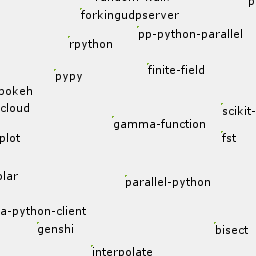 forkingudpserver
pp-python-parallel
rpython
finite-field
pypy
bokeh
cloud
scikit-
gamma-function
plot
fst
olar
parallel-python
a-python-client
genshi
bisect
interpolate